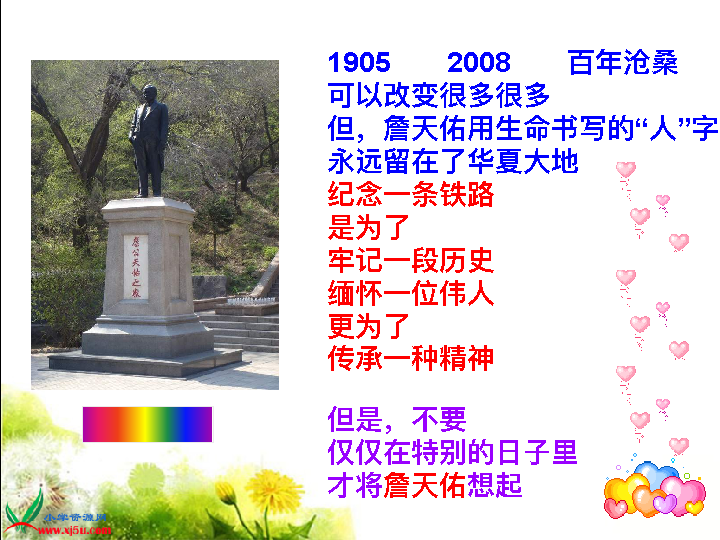 1905 2008 百年沧桑
可以改变很多很多
但，詹天佑用生命书写的“人”字
永远留在了华夏大地
纪念一条铁路
是为了
牢记一段历史
缅怀一位伟人
更为了
传承一种精神
但是，不要
仅仅在特别的日子里
才将詹天佑想起
詹公天佑之像
小学资源网
www.xj5u.com